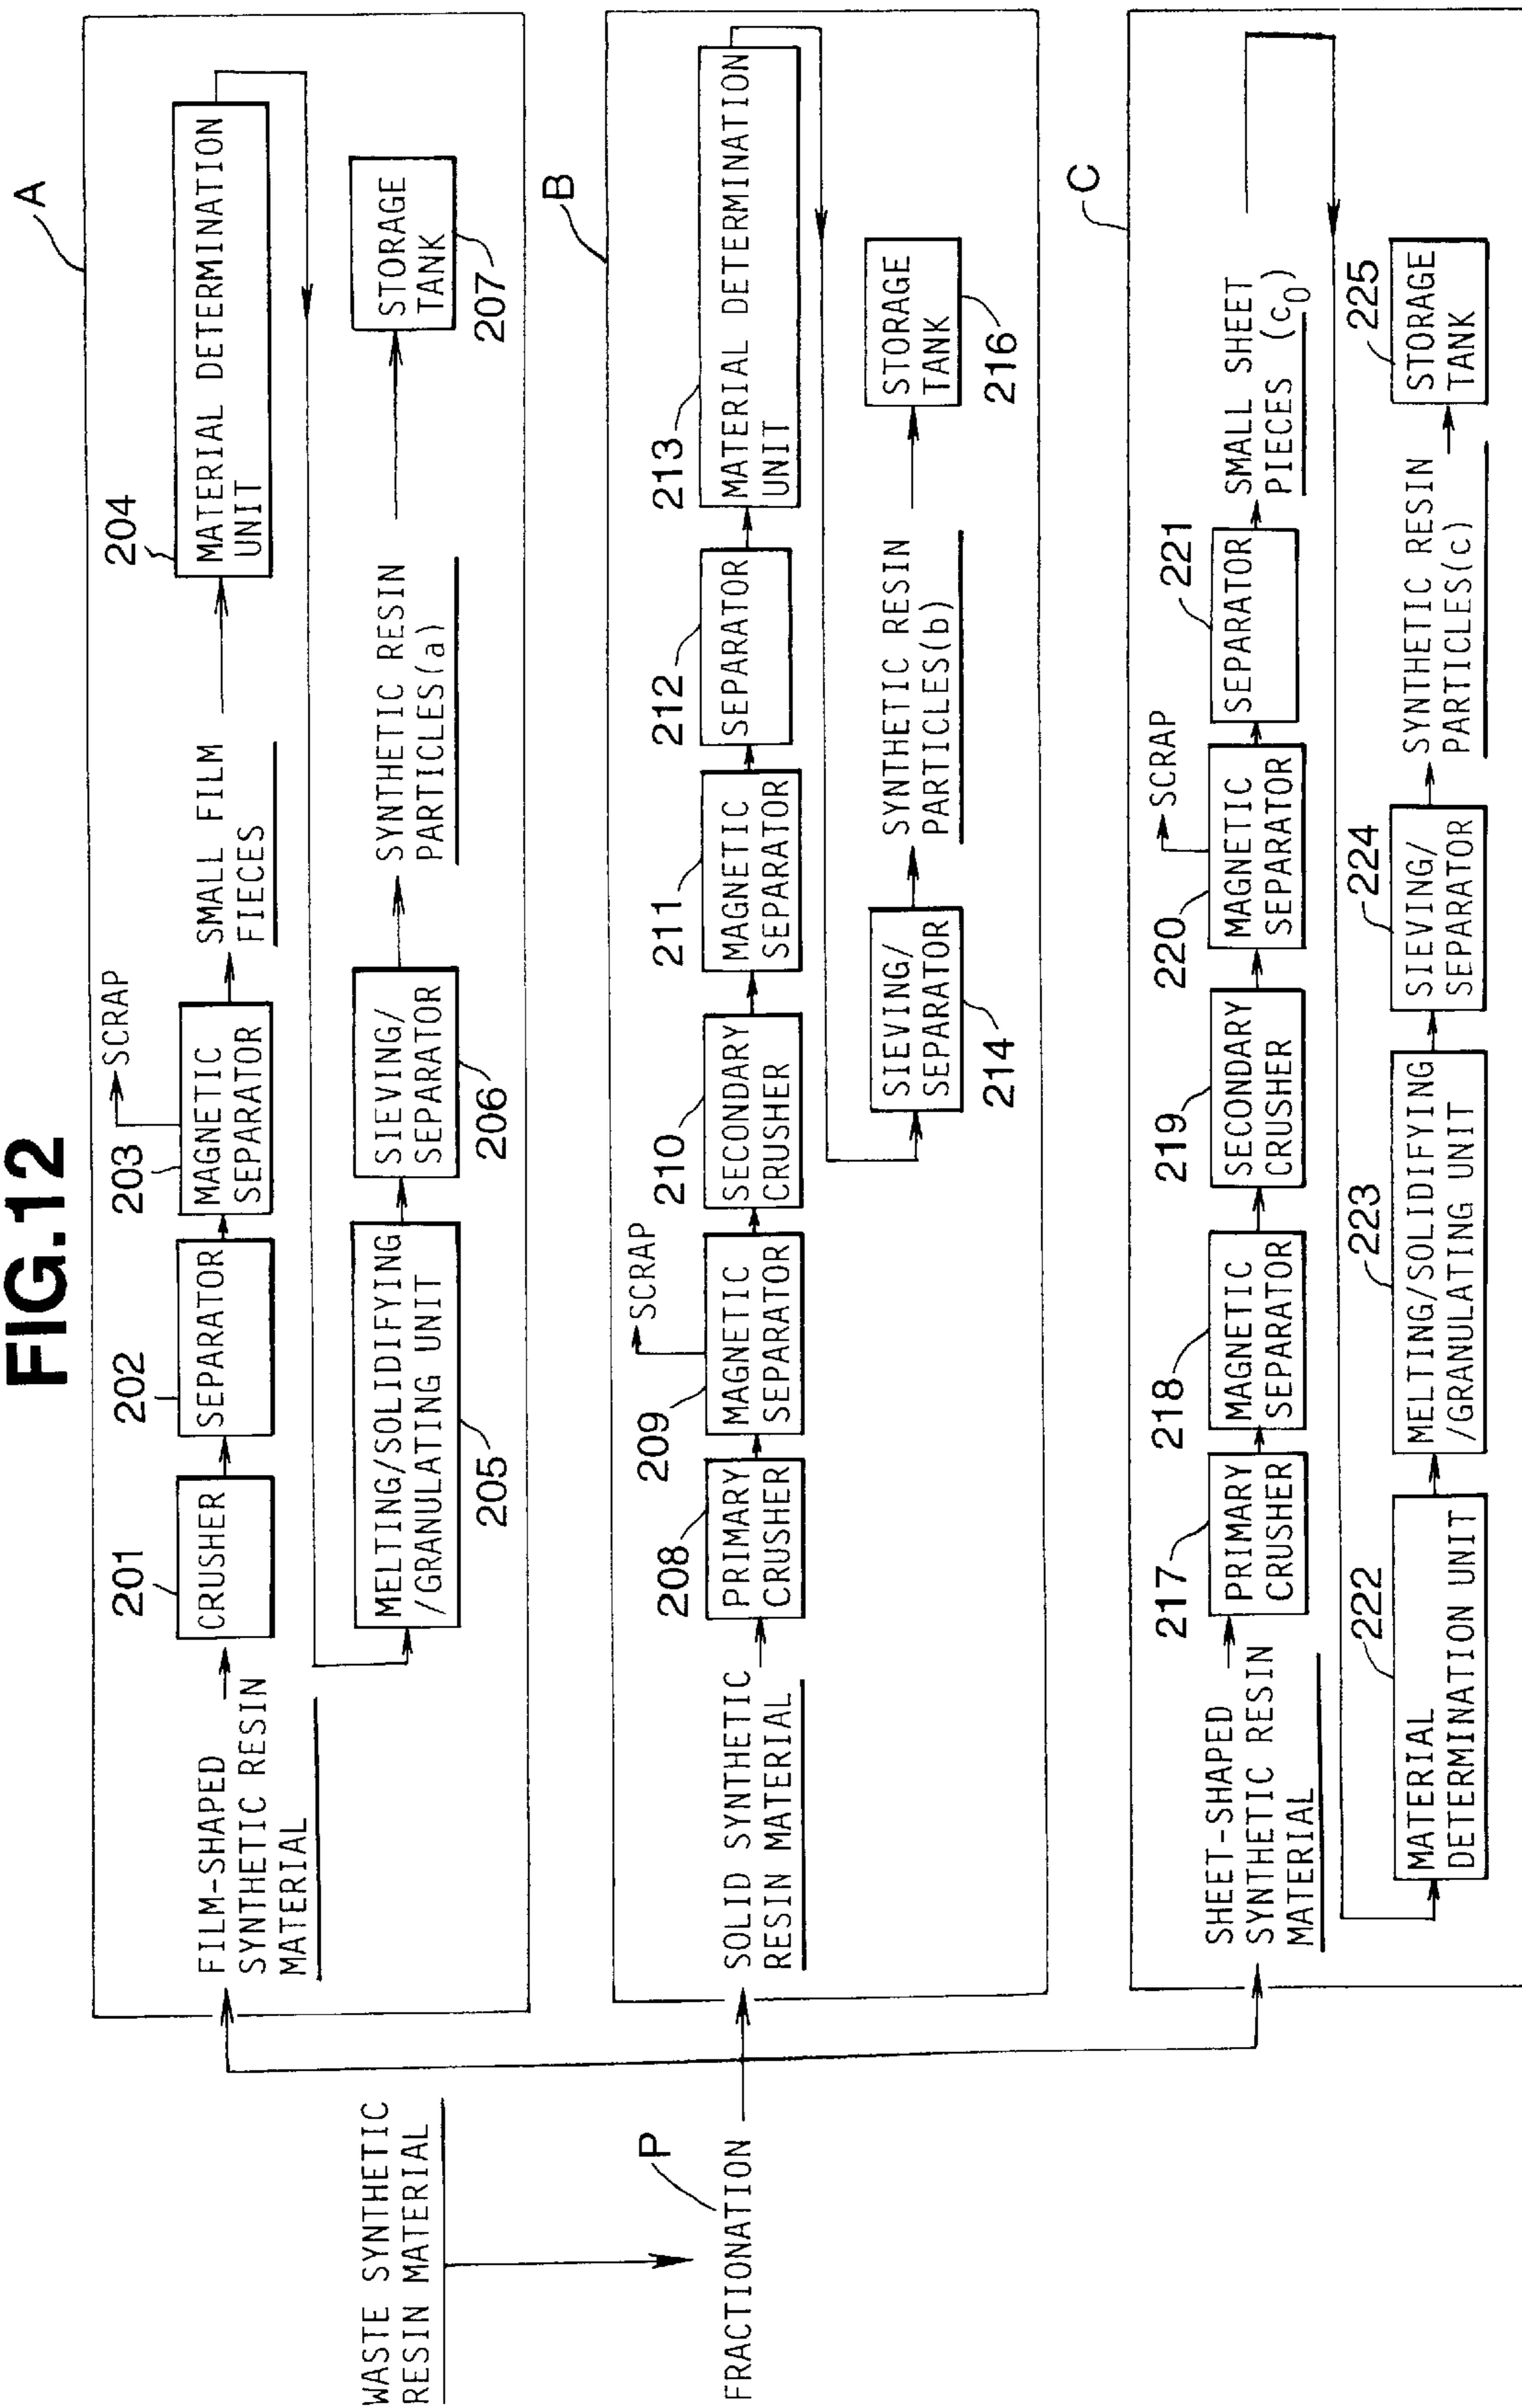 FIG.12
WASTE SYNTHETIC
RESIN MATERIAL
FRACTIONATION
P
A
FILM-SHAPED
SYNTHETIC RESIN
MATERIAL
201
CRUSHER
202
SEPARATOR
203
MAGNETIC
SEPARATOR
SCRAP
SMALL FILM
FIECES
204
MATERIAL DETERMINATION
UNIT
MELTING/SOLIDIFYING
/GRANULATING UNIT
205
SIEVING/
SEPARATOR
206
SYNTHETIC RESIN
PARTICLES(a)
STORAGE
TANK
207
B
SOLID SYNTHETIC
RESIN MATERIAL
208
PRIMARY
CRUSHER
209
MAGNETIC
SEPARATOR
SCRAP
210
SECONDARY
CRUSHER
211
MAGNETIC
SEPARATOR
212
SEPARATOR
213
MATERIAL DETERMINATION
UNIT
SIEVING/
SEPARATOR
214
SYNTHETIC RESIN
PARTICLES(b)
STORAGE
TANK
216
C
SHEET-SHAPED
SYNTHETIC RESIN
MATERIAL
217
PRIMARY
CRUSHER
218
MAGNETIC
SEPARATOR
219
SECONDARY
CRUSHER
220
MAGNETIC
SEPARATOR
SCRAP
221
SEPARATOR
SMALL SHEET
PIECES (c₀)
222
MATERIAL
DETERMINATION UNIT
223
MELTING/SOLIDIFYING
/GRANULATING UNIT
224
SIEVING/
SEPARATOR
SYNTHETIC RESIN
PARTICLES(c)
225
STORAGE
TANK